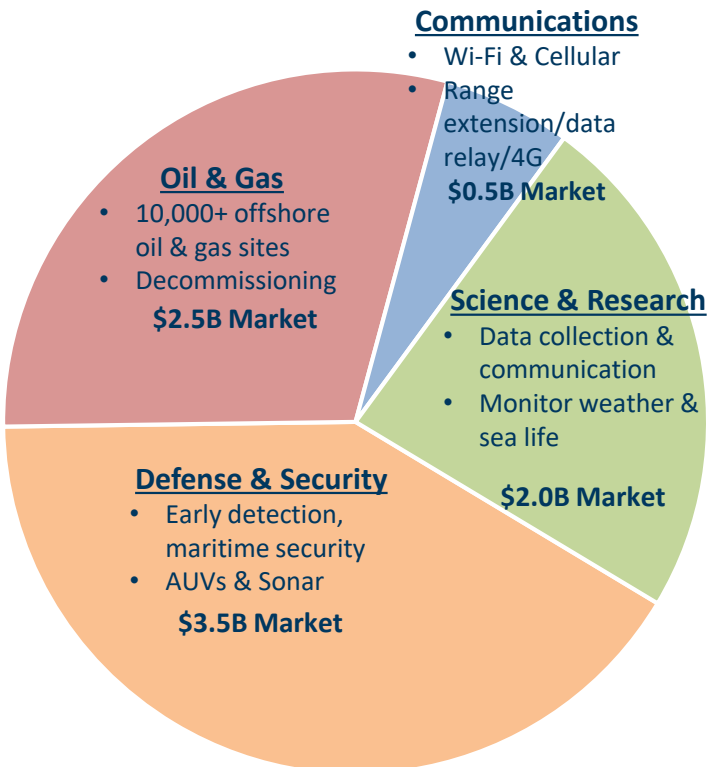 Communications
• Wi-Fi & Cellular
• Range
extension/data
relay/4G
$0.5B Market
Oil & Gas
• 10,000+ offshore
oil & gas sites
• Decommissioning
$2.5B Market
Science & Research
• Data collection &
communication
• Monitor weather &
sea life
$2.0B Market
Defense & Security
• Early detection,
maritime security
• AUVs & Sonar
$3.5B Market